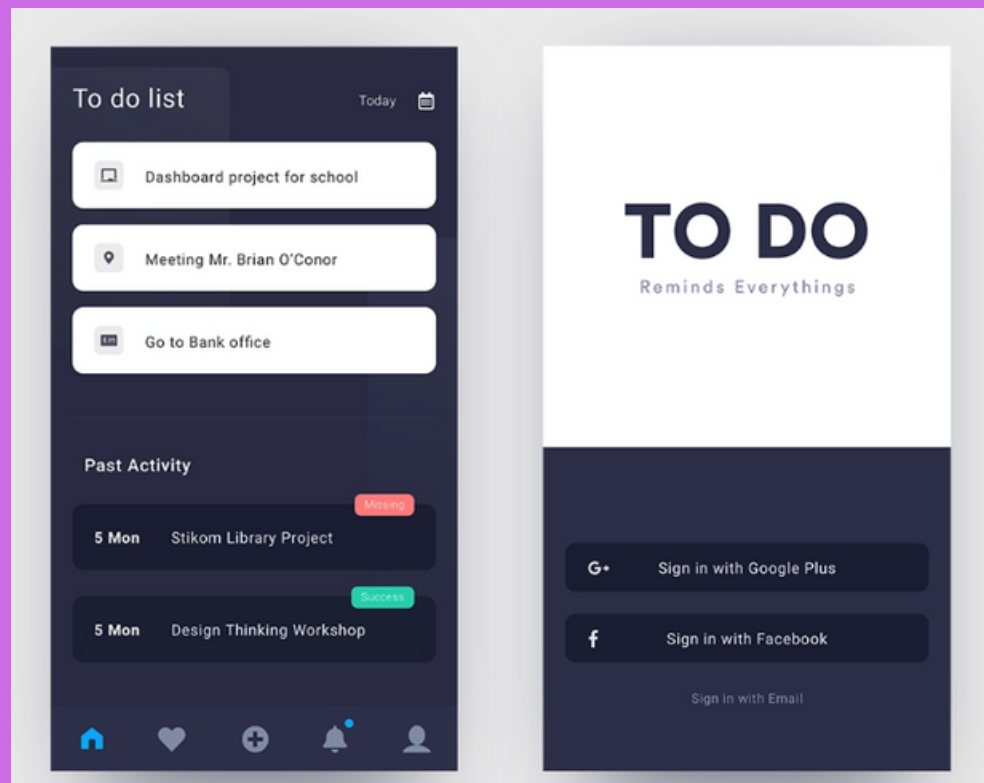 To do list
Today
Dashboard project for school
Meeting Mr. Brian O'Conor
Go to Bank office
Past Activity
Missing
5 Mon Stikom Library Project
Success
5 Mon Design Thinking Workshop
TO DO
Reminds Everythings
G+ Sign in with Google Plus
f Sign in with Facebook
Sign in with Email